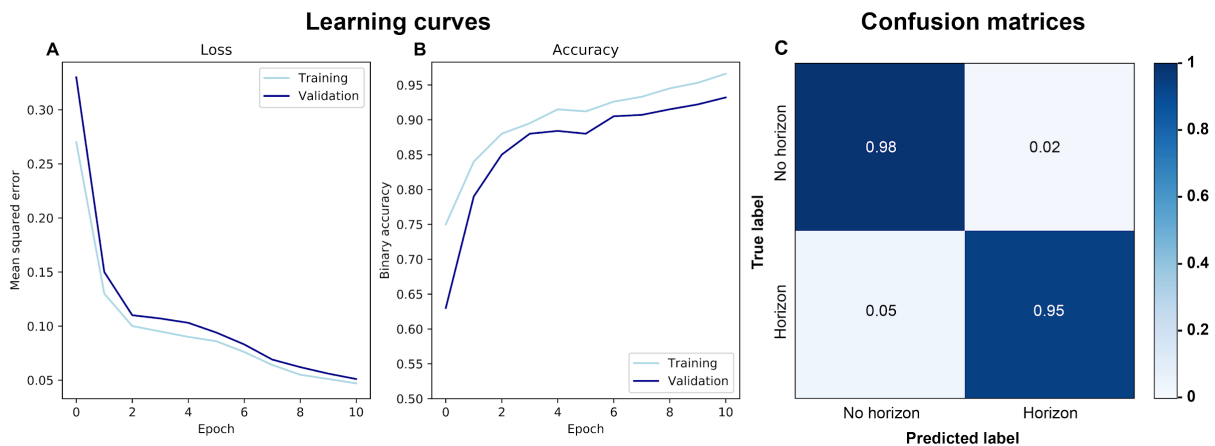 Learning curves
Confusion matrices
A
Loss
Training
Validation
0.30
0.25
0.20
0.15
0.10
0.05
Mean squared error
0 2 4 6 8 10
Epoch
B
Accuracy
0.95
0.90
0.85
0.80
0.75
0.70
0.65
0.60
0.55
0.50
Binary accuracy
Training
Validation
0 2 4 6 8 10
Epoch
C
True label
No horizon
Horizon
0.98 0.02
0.05 0.95
No horizon Horizon
Predicted label
1
0.8
0.6
0.4
0.2
0